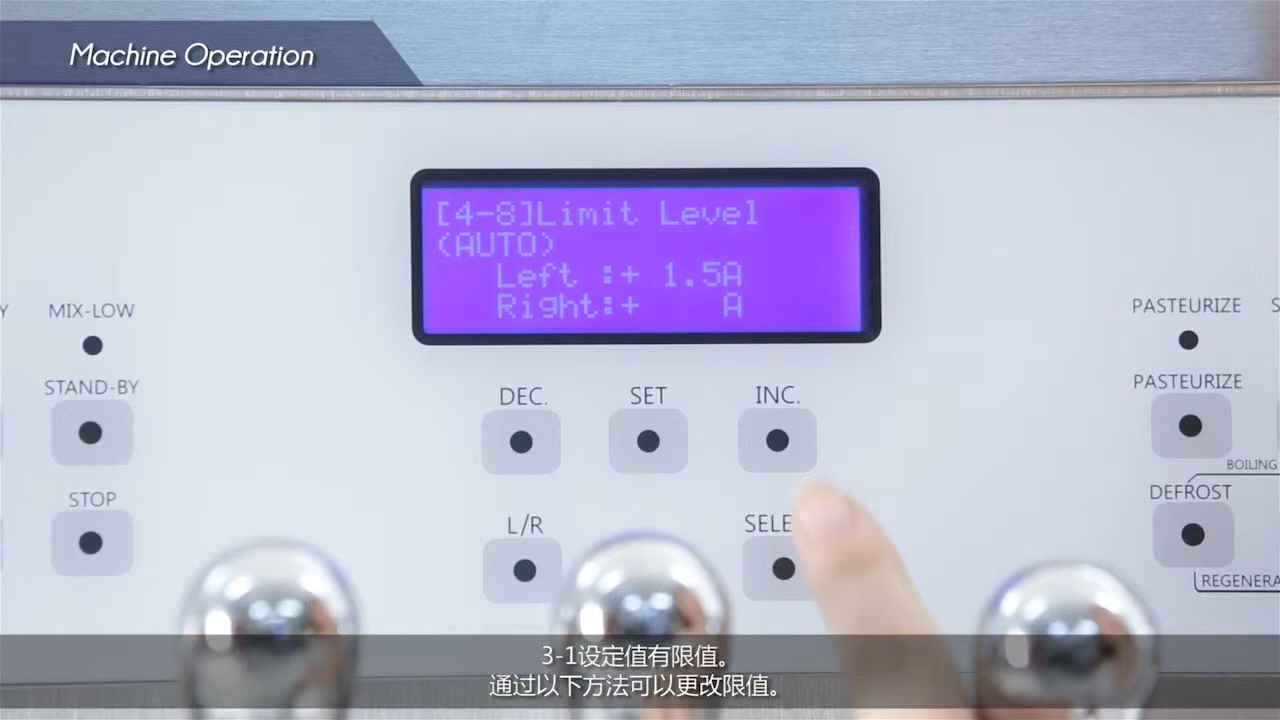 Machine Operation
[4-8]Limit Level
(AUTO)
Left :+ 1.5A
Right:+ A
MIX-LOW
PASTEURIZE
STAND-BY
PASTEURIZE
DEC.
SET
INC.
BOILING
STOP
DEFROST
L/R
3-1设定值有限值。
通过以下方法可以更改限值。